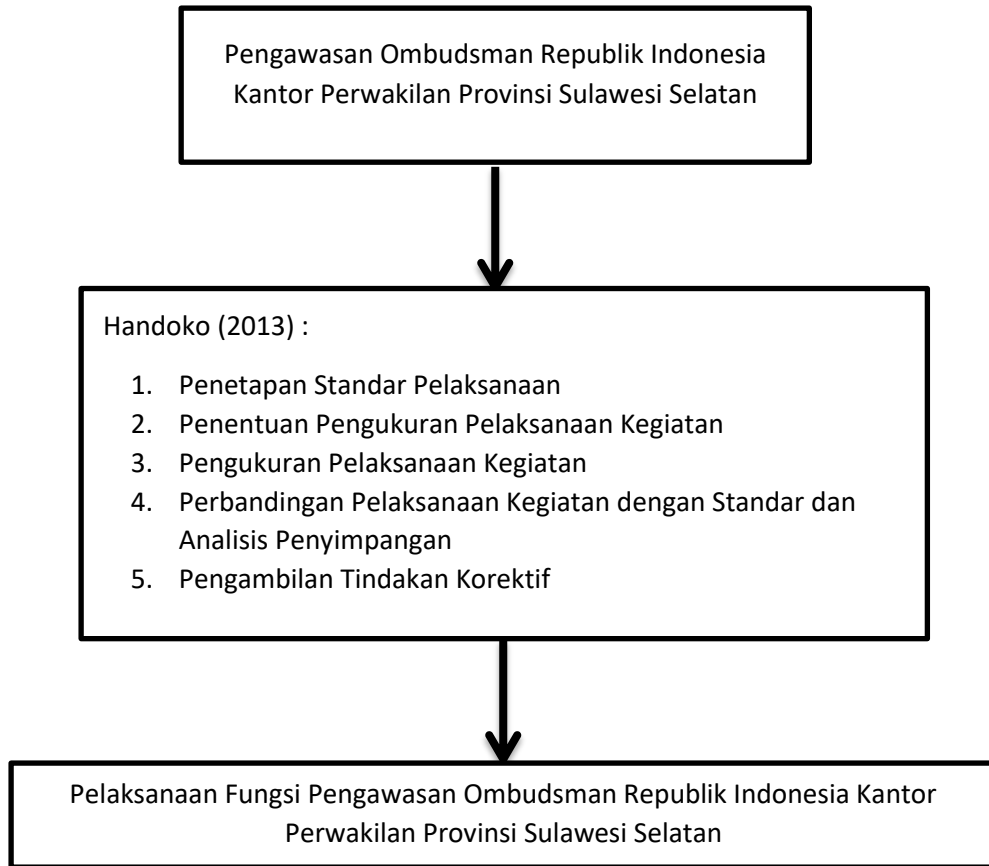 Pengawasan Ombudsman Republik Indonesia
Kantor Perwakilan Provinsi Sulawesi Selatan
Handoko (2013) :
1. Penetapan Standar Pelaksanaan
2. Penentuan Pengukuran Pelaksanaan Kegiatan
3. Pengukuran Pelaksanaan Kegiatan
4. Perbandingan Pelaksanaan Kegiatan dengan Standar dan
Analisis Penyimpangan
5. Pengambilan Tindakan Korektif
Pelaksanaan Fungsi Pengawasan Ombudsman Republik Indonesia Kantor
Perwakilan Provinsi Sulawesi Selatan